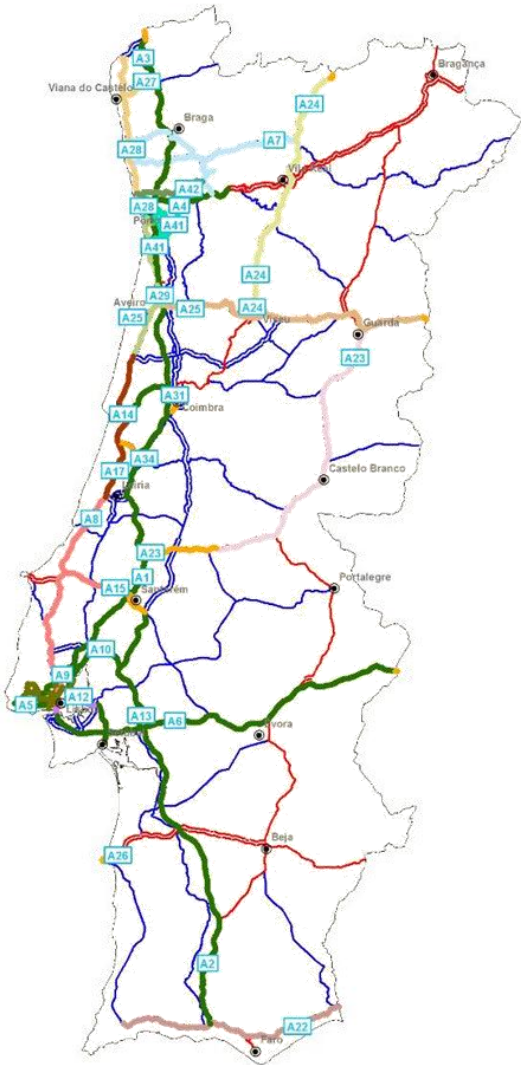 A3
Bragança
A27
Viana do Castelo
A24
Braga
A7
A28
Vila Real
A42
A28
A4
A41
A41
A24
A29
Aveiro
A25
A24
A25
Viseu
Guarda
A23
A31
Coimbra
A14
A34
A17
Castelo Branco
Leiria
A8
A23
A1
Portalegre
A15
Santarém
A10
A9
A12
A5
A13
A6
Évora
Beja
A26
A2
A22
Faro